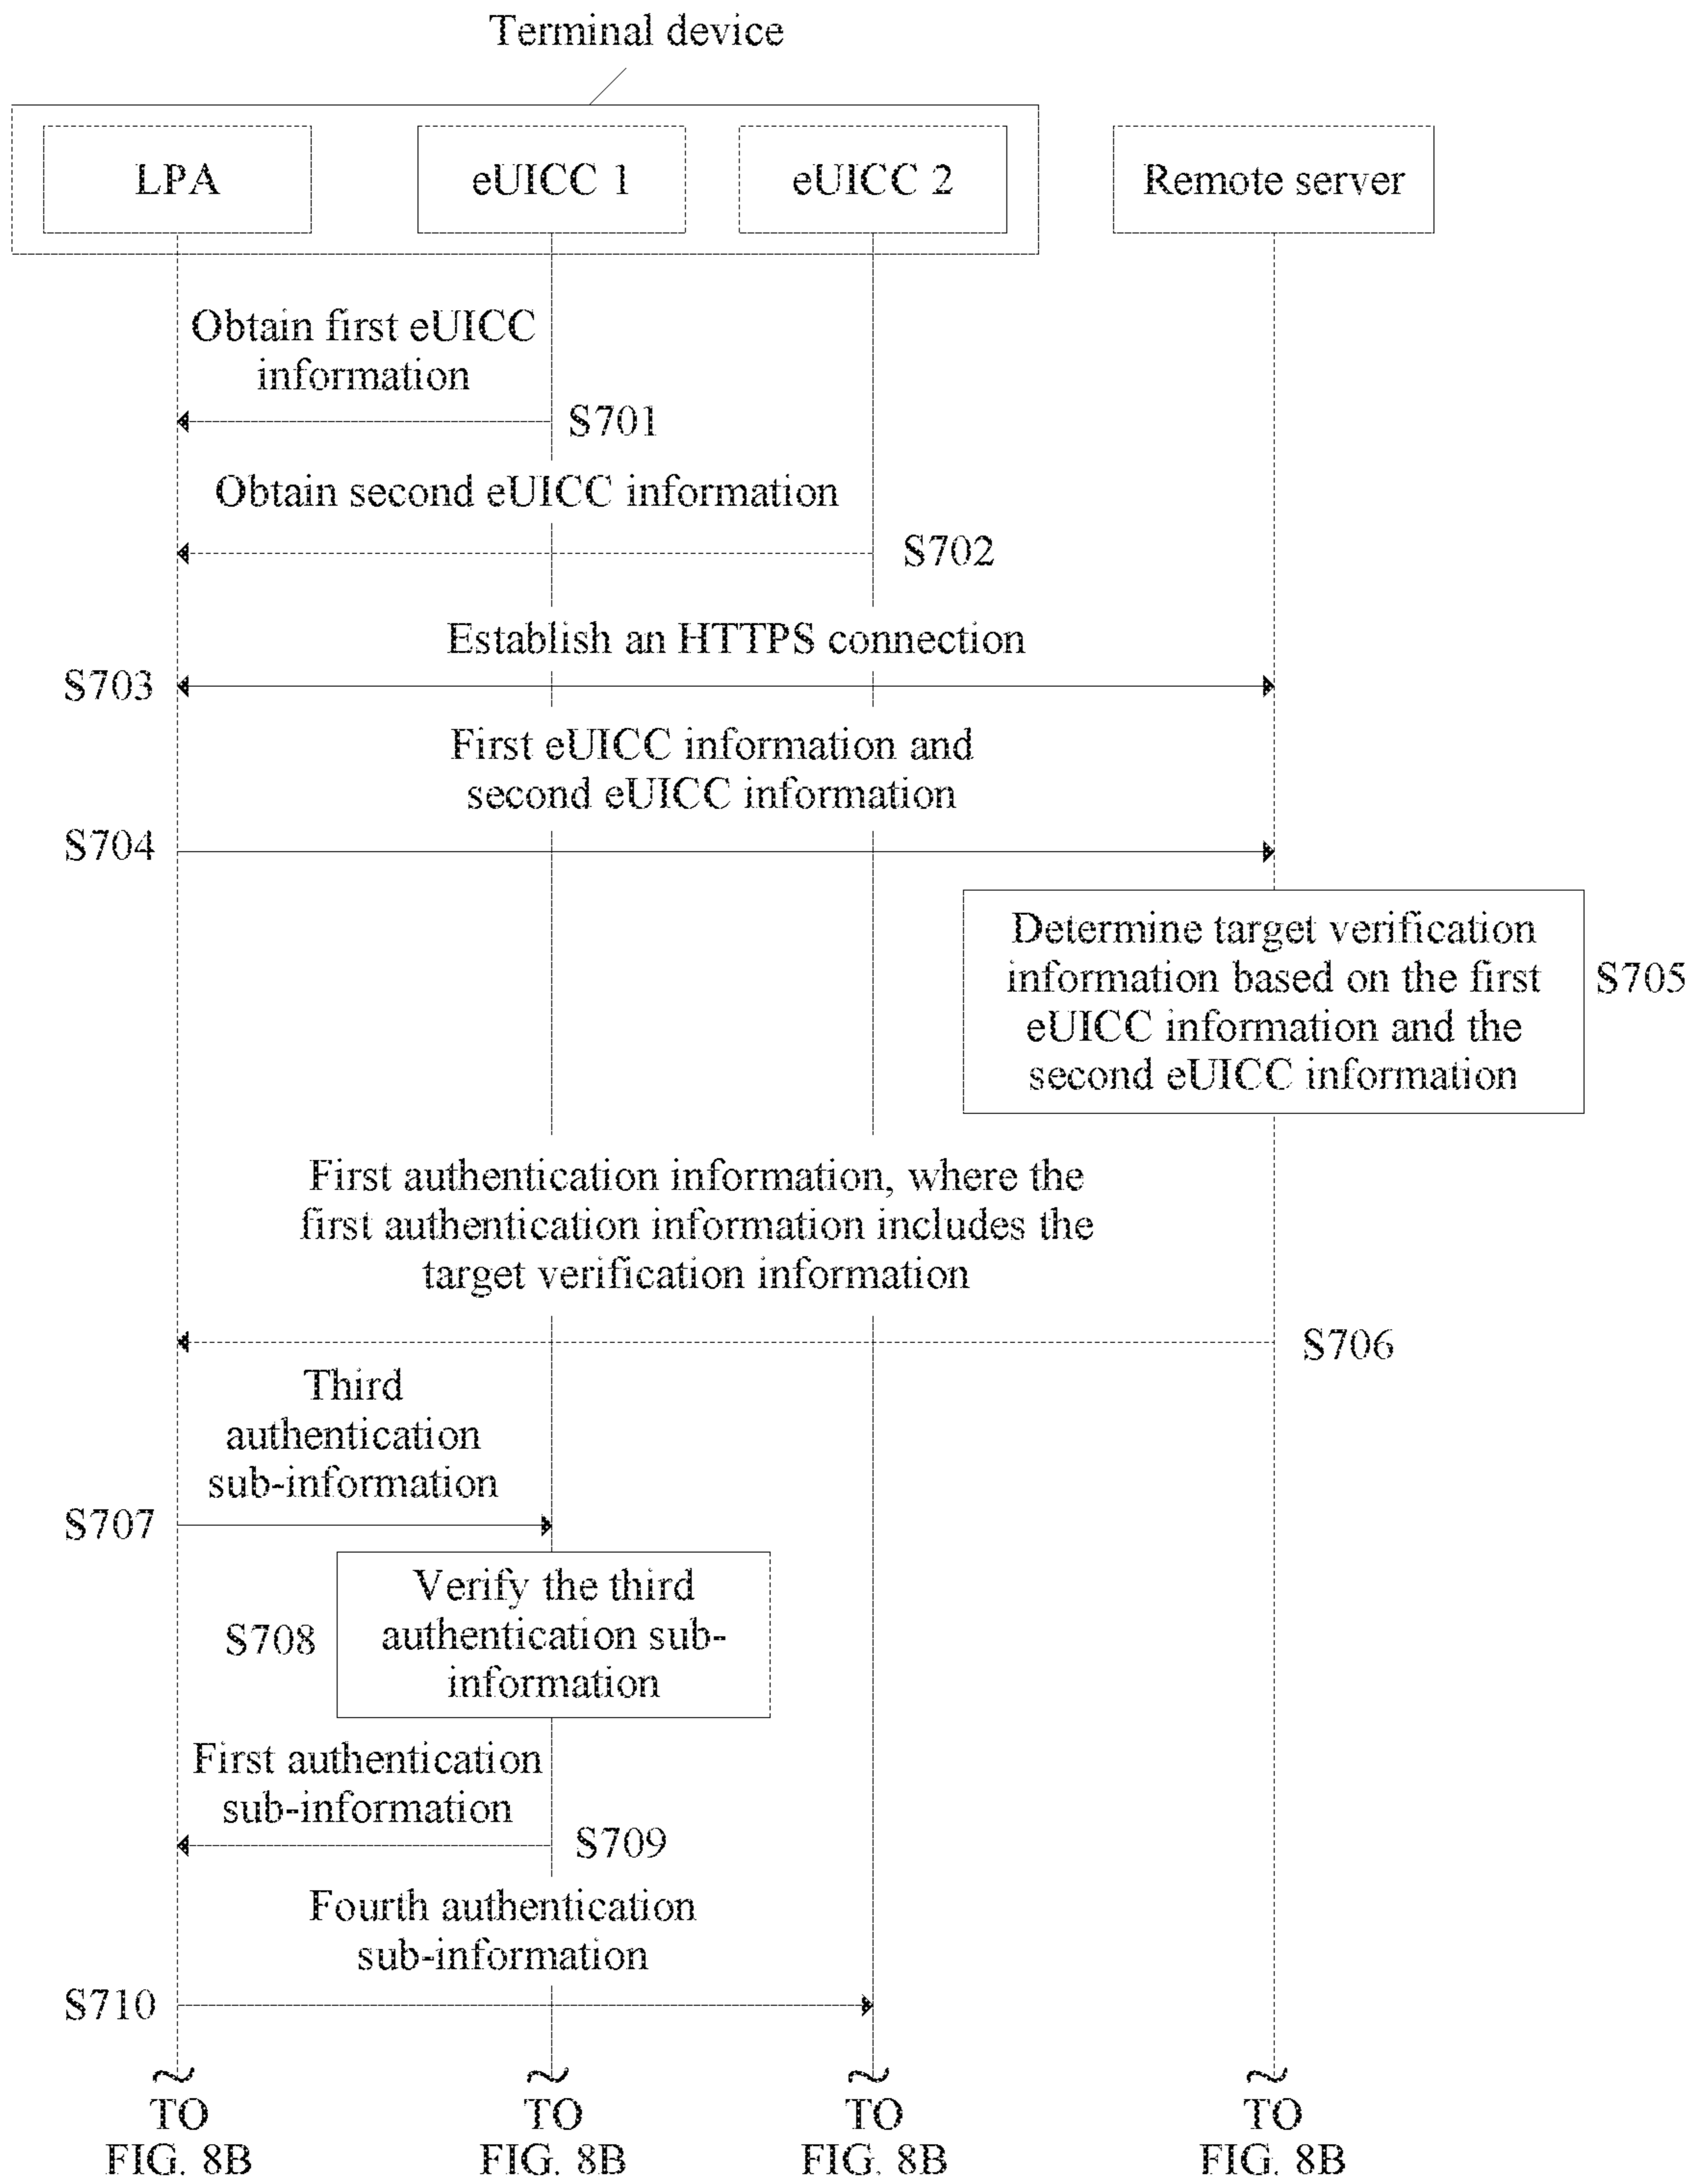 Terminal device
LPA
eUICC 1
eUICC 2
Remote server
Obtain first eUICC
information
S701
Obtain second eUICC information
S702
Establish an HTTPS connection
S703
First eUICC information and
second eUICC information
S704
Determine target verification
information based on the first
eUICC information and the
second eUICC information
S705
First authentication information, where the
first authentication information includes the
target verification information
S706
Third
authentication
sub-information
S707
Verify the third
authentication sub-
information
S708
First authentication
sub-information
S709
Fourth authentication
sub-information
S710
TO
FIG. 8B
TO
FIG. 8B
TO
FIG. 8B
TO
FIG. 8B